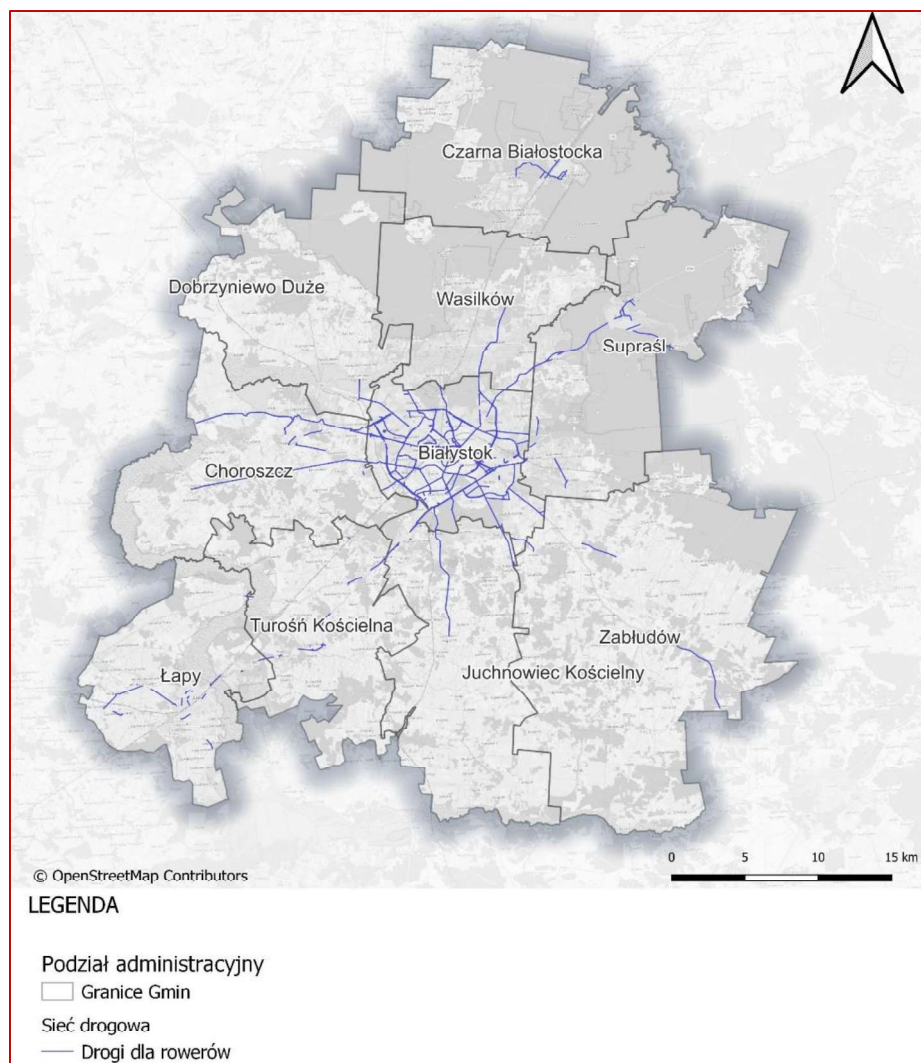 Czarna Białostocka
Dobrzyniewo Duże
Wasilków
Supraśl
Białystok
Choroszcz
Turośń Kościelna
Zabłudów
Łapy
Juchnowiec Kościelny
0 5 10 15 km
© OpenStreetMap Contributors
LEGENDA
Podział administracyjny
Granice Gmin
Sieć drogowa
Drogi dla rowerów